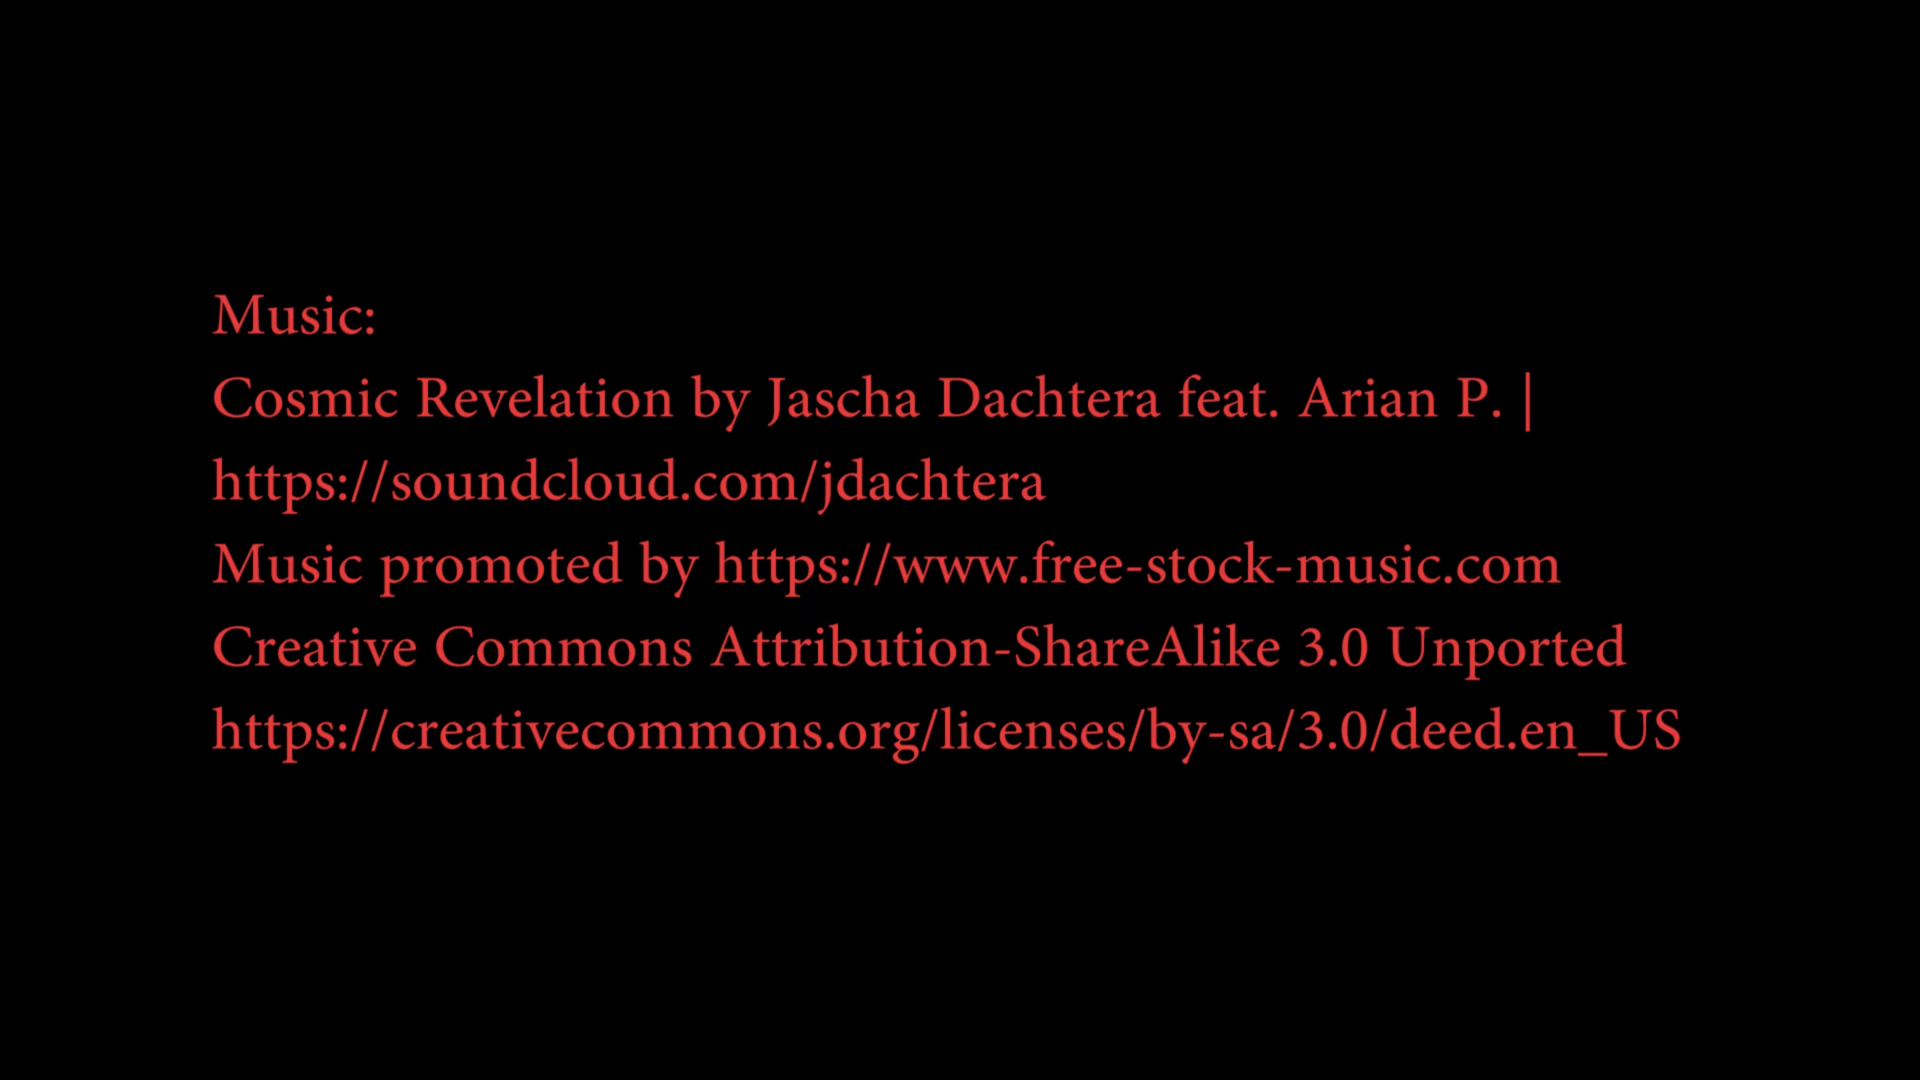 Music:
Cosmic Revelation by Jascha Dachtera feat. Arian P. |
https://soundcloud.com/jdachtera
Music promoted by https://www.free-stock-music.com
Creative Commons Attribution-ShareAlike 3.0 Unported
https://creativecommons.org/licenses/by-sa/3.0/deed.en_US